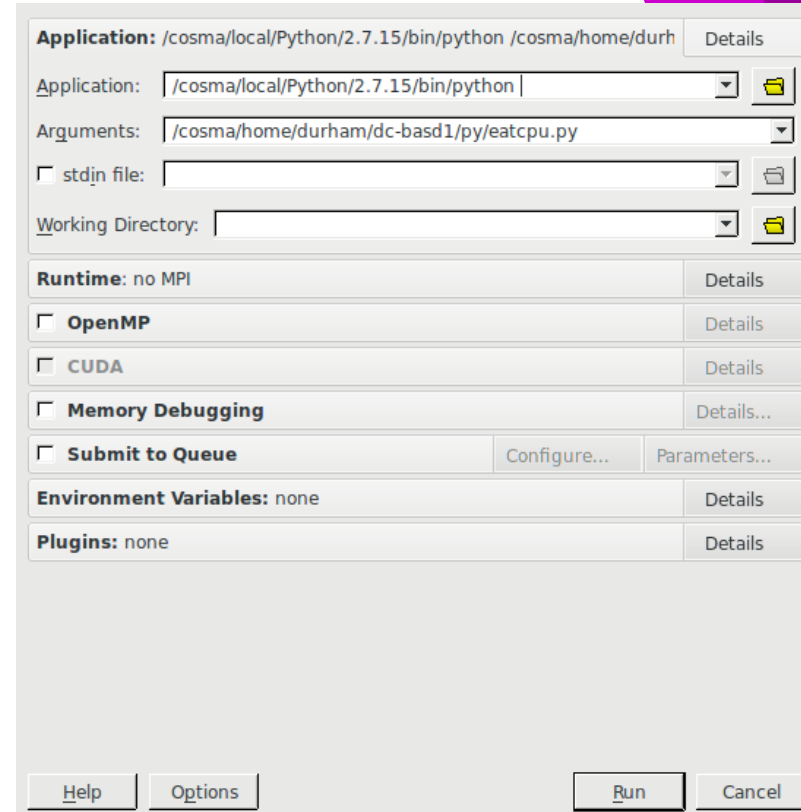 Application: /cosma/local/Python/2.7.15/bin/python /cosma/home/durh Details
Application: /cosma/local/Python/2.7.15/bin/python
Arguments: /cosma/home/durham/dc-basd1/py/eatcpu.py
stdin file:
Working Directory:
Runtime: no MPI Details
OpenMP Details
CUDA Details
Memory Debugging Details...
Submit to Queue Configure... Parameters...
Environment Variables: none Details
Plugins: none Details
Help Options Run Cancel